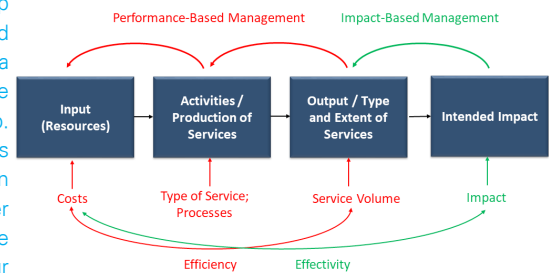 Performance-Based Management
Impact-Based Management
Input
(Resources)
Activities /
Production of
Services
Output / Type
and Extent of
Services
Intended Impact
Costs
Type of Service;
Processes
Service Volume
Impact
Efficiency
Effectivity